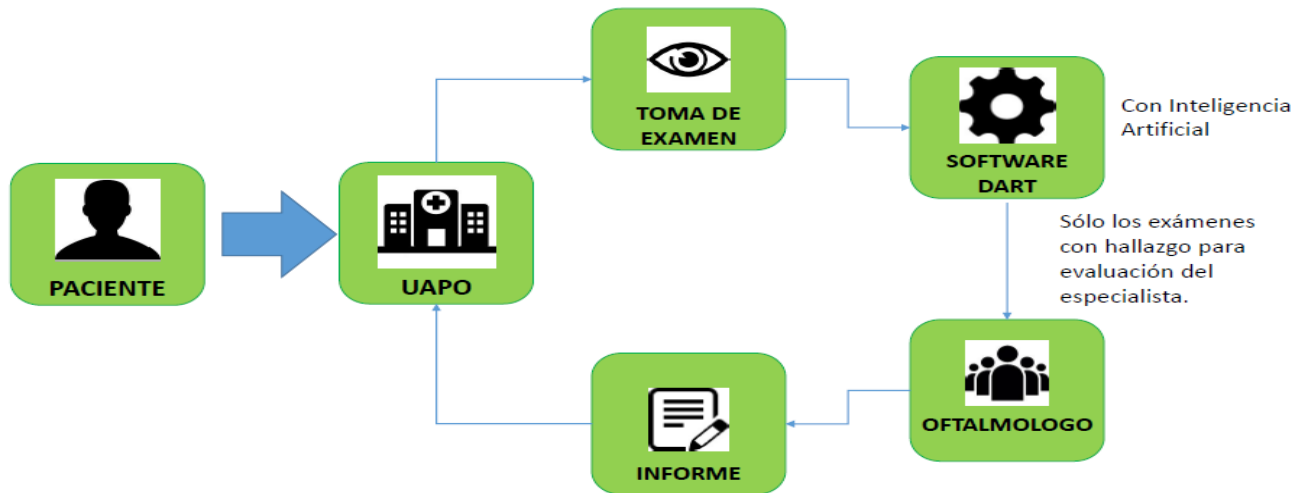 PACIENTE
UAPO
TOMA DE
EXAMEN
SOFTWARE
DART
Con Inteligencia
Artificial
Sólo los exámenes
con hallazgo para
evaluación del
especialista.
OFTALMOLOGO
INFORME